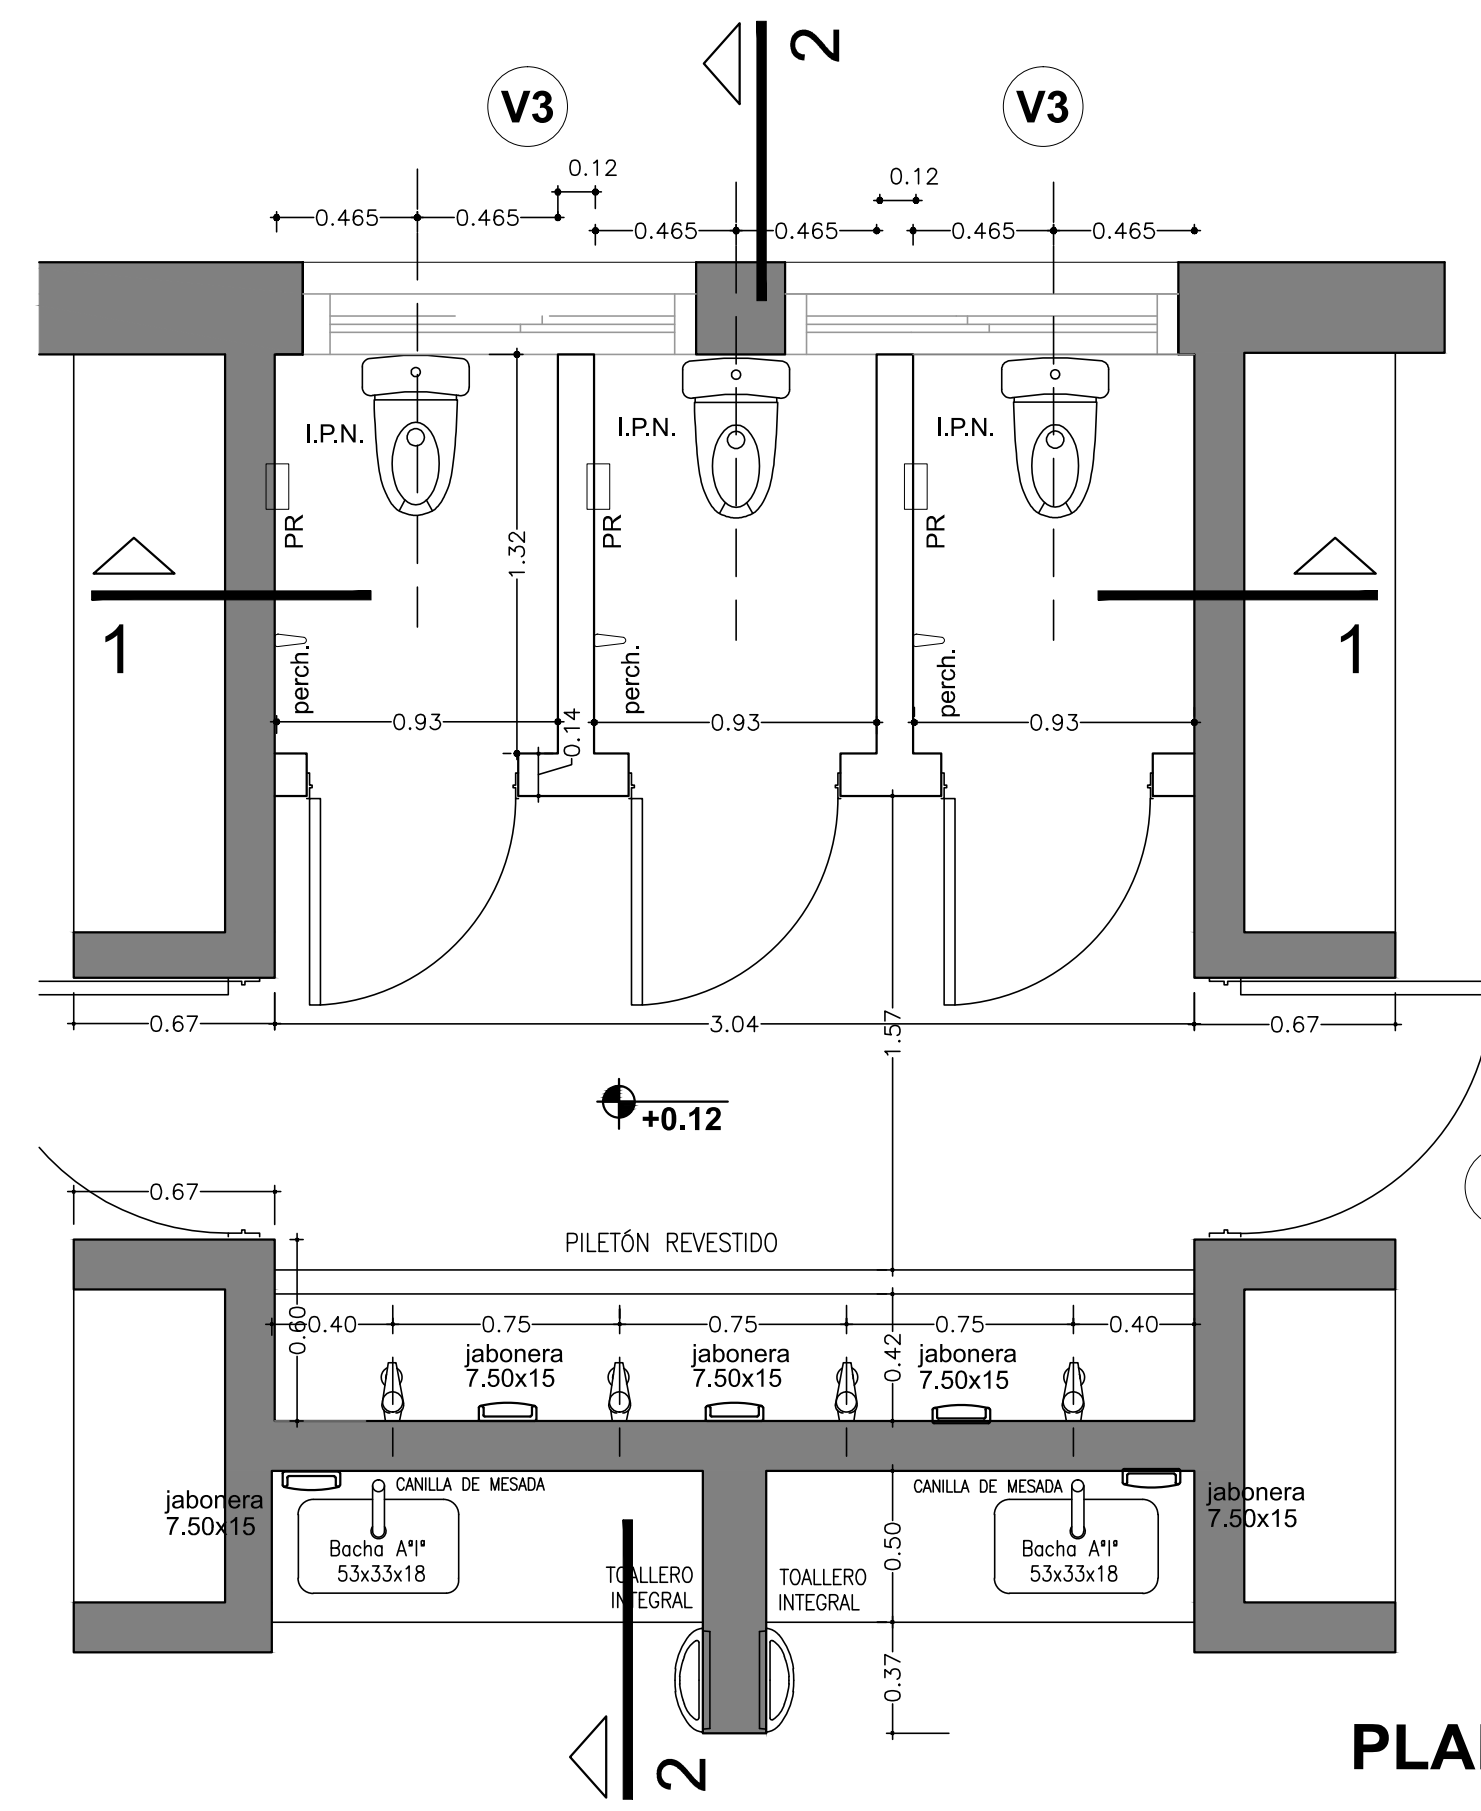 2
V3
V3
0.12
0.12
0.465
0.465
0.465
0.465
0.465
0.465
I.P.N.
I.P.N.
I.P.N.
PR
PR
PR
1.32
1
1
perch.
perch.
perch.
0.93
0.14
0.93
0.93
0.67
3.04
0.67
1.57
+0.12
0.67
PILETÓN REVESTIDO
0.60
0.40
0.75
0.75
0.75
0.40
0.42
jabonera
7.50x15
jabonera
7.50x15
jabonera
7.50x15
CANILLA DE MESADA
CANILLA DE MESADA
jabonera
7.50x15
jabonera
7.50x15
Bacha AºIº
53x33x18
Bacha AºIº
53x33x18
0.50
TOALLERO
INTEGRAL
TOALLERO
INTEGRAL
0.37
2